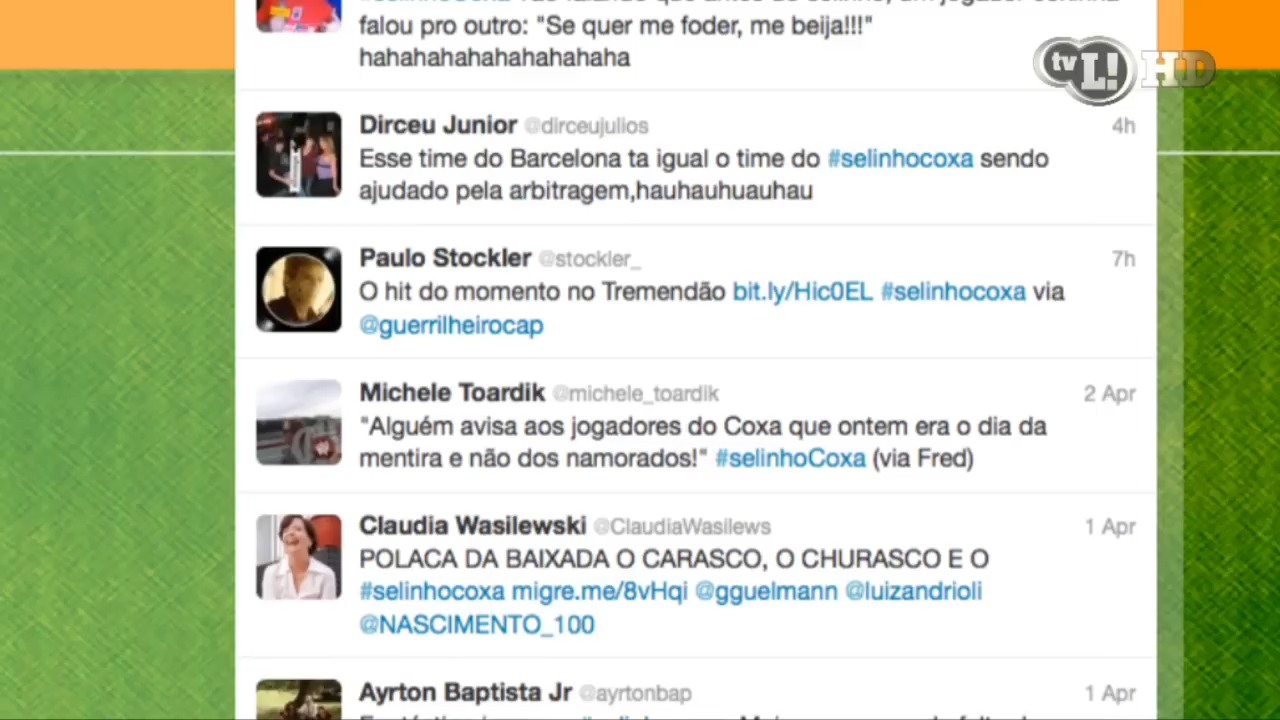 falou pro outro: "Se quer me foder, me beija!!!"
hahahahahahahahahaha
tvL! HD
Dirceu Junior @dirceujulios 4h
Esse time do Barcelona ta igual o time do #selinhocoxa sendo
ajudado pela arbitragem,hauhauhuauhau
Paulo Stockler @stockler_ 7h
O hit do momento no Tremendão bit.ly/Hic0EL #selinhocoxa via
@guerrilheirocap
Michele Toardik @michele_toardik 2 Apr
"Alguém avisa aos jogadores do Coxa que ontem era o dia da
mentira e não dos namorados!" #selinhoCoxa (via Fred)
Claudia Wasilewski @ClaudiaWasilews 1 Apr
POLACA DA BAIXADA O CARASCO, O CHURASCO E O
#selinhocoxa migre.me/8vHqi @gguelmann @luizandrioli
@NASCIMENTO_100
Ayrton Baptista Jr @ayrtonbap 1 Apr